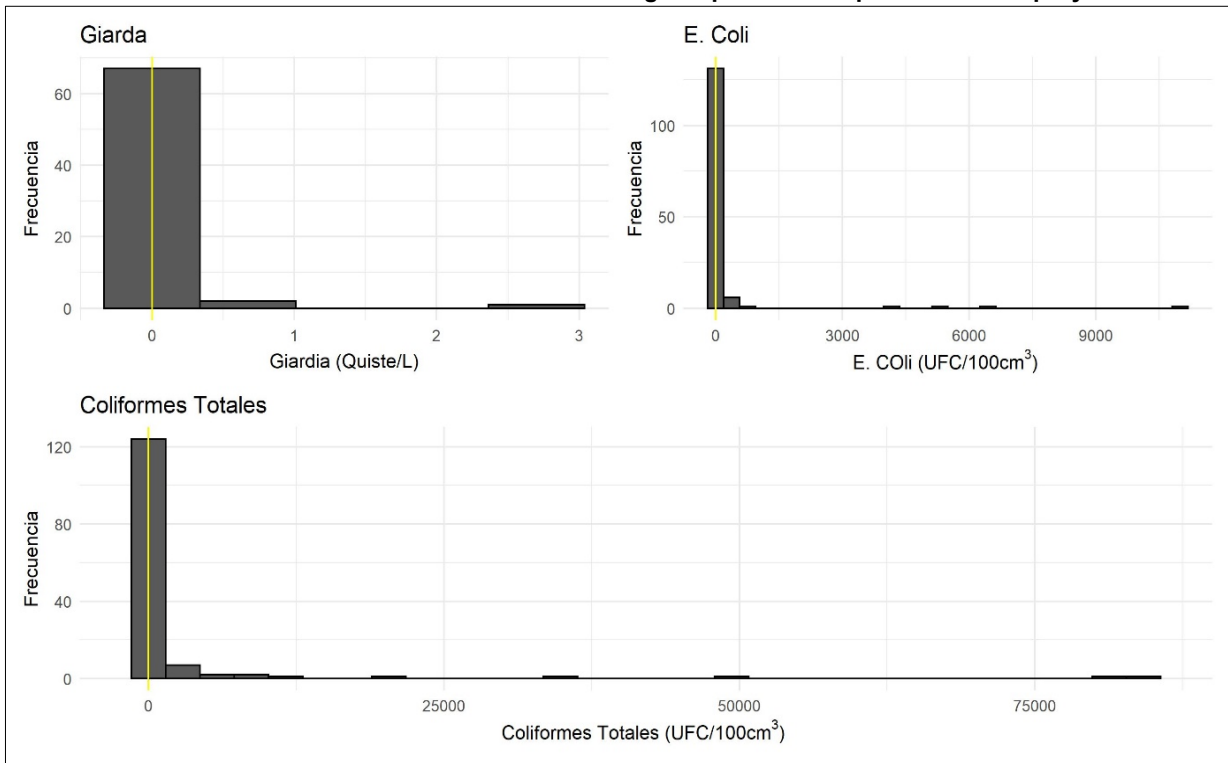 Giarda
Frecuencia
60
40
20
0
0 1 2 3
Giardia (Quiste/L)
E. Coli
Frecuencia
100
50
0
0 3000 6000 9000
E. COli (UFC/100cm³)
Coliformes Totales
Frecuencia
120
80
40
0
0 25000 50000 75000
Coliformes Totales (UFC/100cm³)